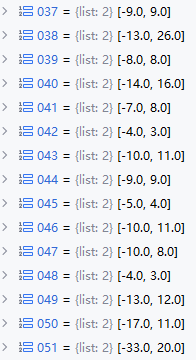 037 = {list: 2} [-9.0, 9.0]
038 = {list: 2} [-13.0, 26.0]
039 = {list: 2} [-8.0, 8.0]
040 = {list: 2} [-14.0, 16.0]
041 = {list: 2} [-7.0, 8.0]
042 = {list: 2} [-4.0, 3.0]
043 = {list: 2} [-10.0, 11.0]
044 = {list: 2} [-9.0, 9.0]
045 = {list: 2} [-5.0, 4.0]
046 = {list: 2} [-10.0, 11.0]
047 = {list: 2} [-10.0, 8.0]
048 = {list: 2} [-4.0, 3.0]
049 = {list: 2} [-13.0, 12.0]
050 = {list: 2} [-17.0, 11.0]
051 = {list: 2} [-33.0, 20.0]